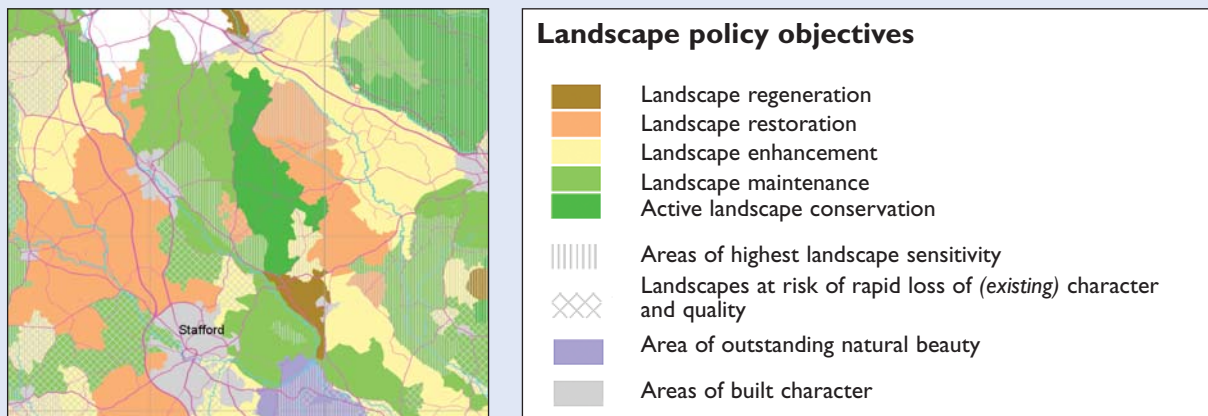 Landscape policy objectives
Landscape regeneration
Landscape restoration
Landscape enhancement
Landscape maintenance
Active landscape conservation
Areas of highest landscape sensitivity
Landscapes at risk of rapid loss of (existing) character
and quality
Area of outstanding natural beauty
Areas of built character
Stafford